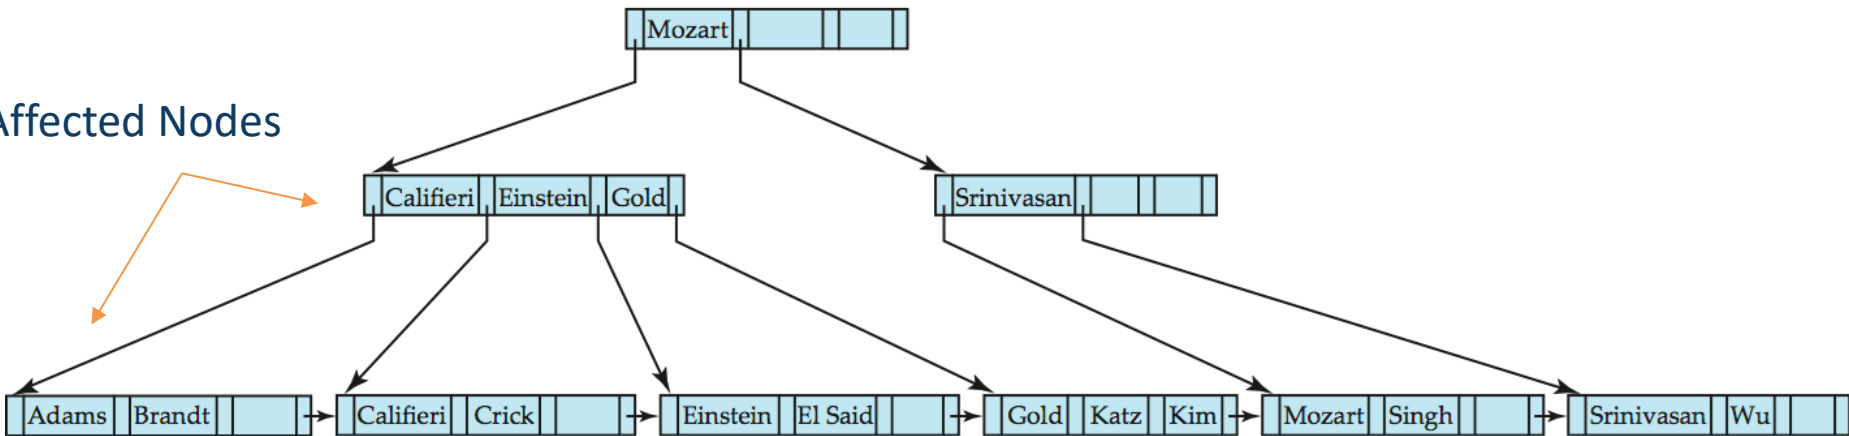 Mozart
Affected Nodes
Califieri Einstein Gold
Srinivasan
Adams Brandt
Califieri Crick
Einstein El Said
Gold Katz Kim
Mozart Singh
Srinivasan Wu